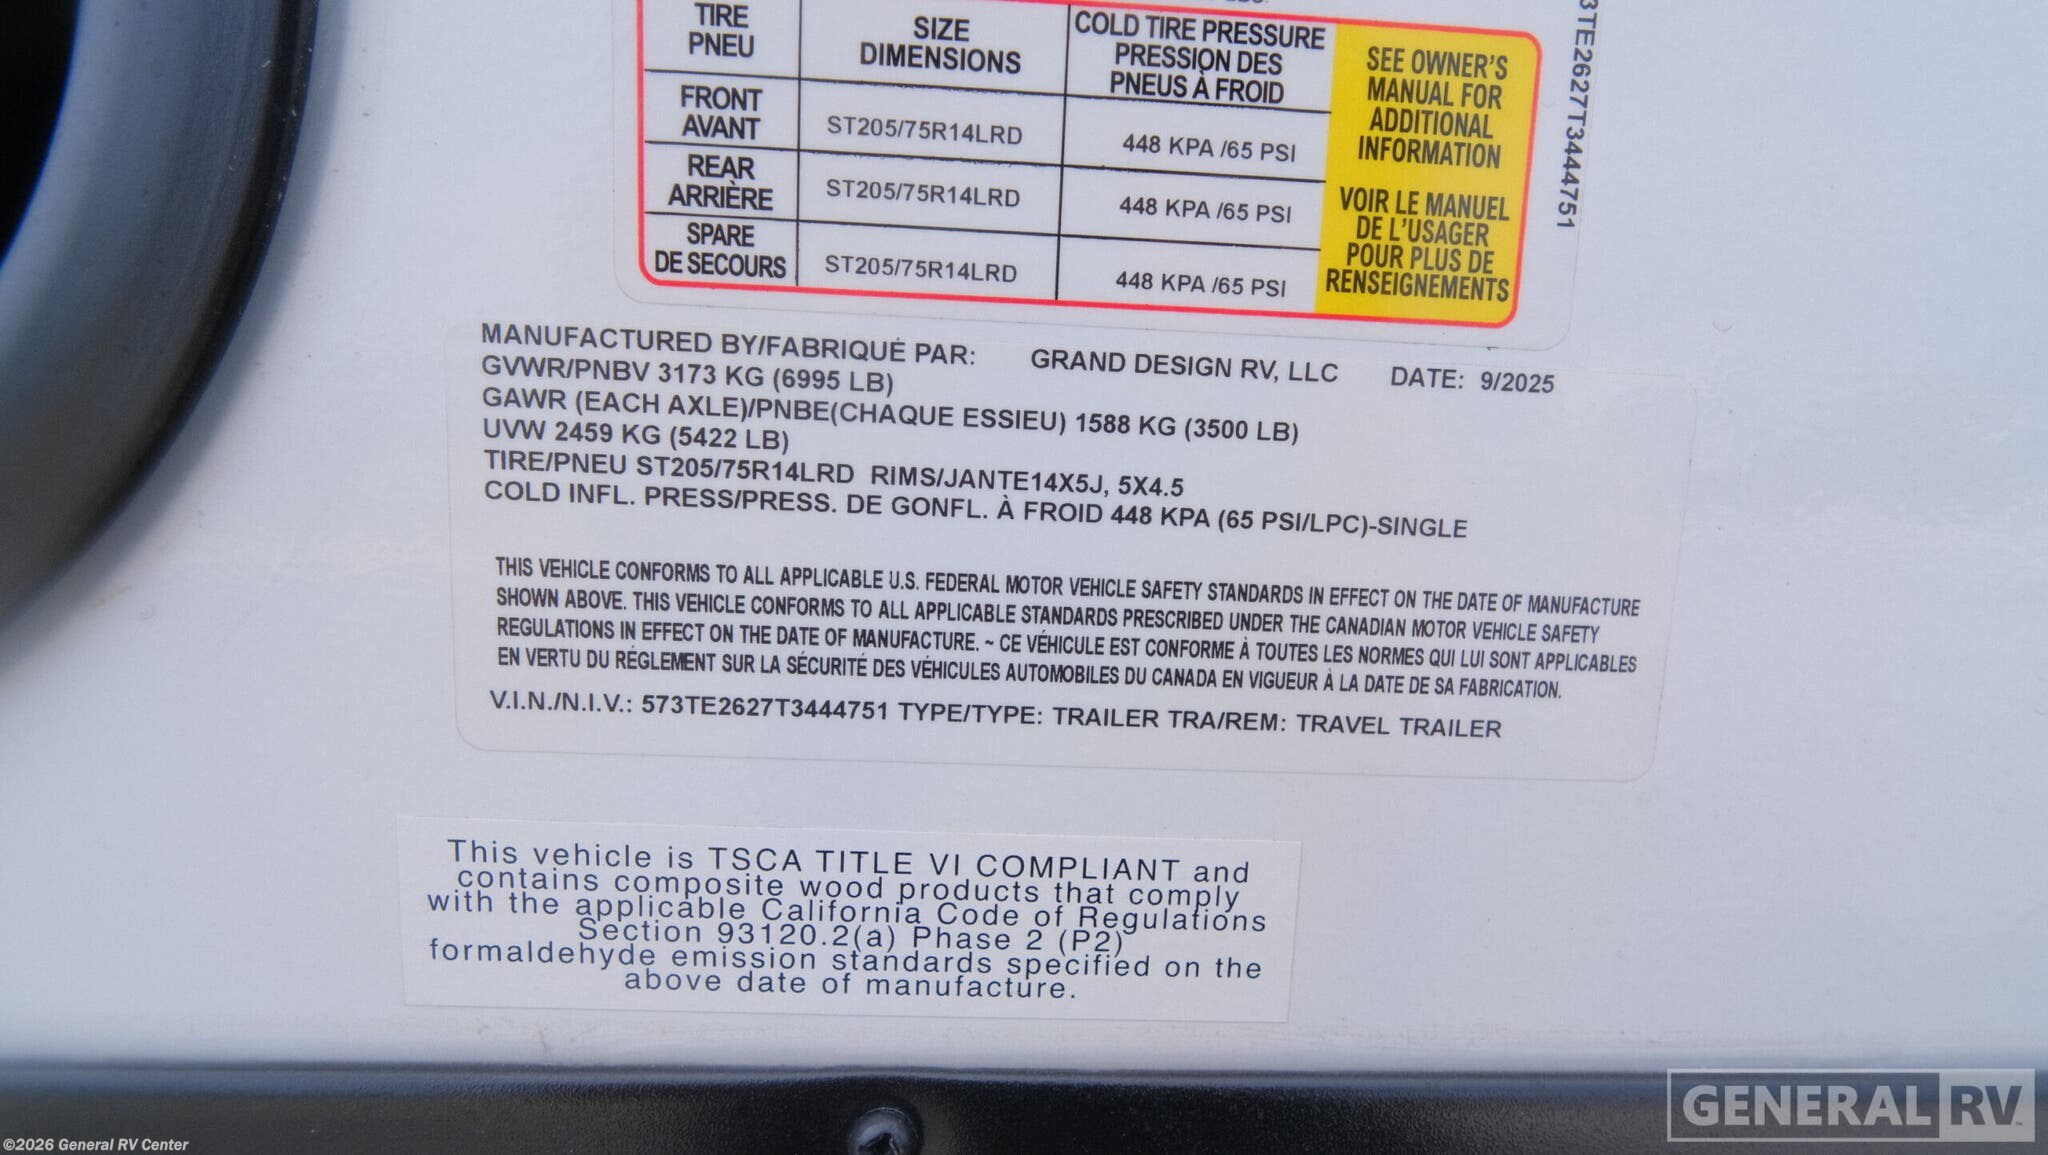 TIRE
PNEU
SIZE
DIMENSIONS
COLD TIRE PRESSURE
PRESSION DES
PNEUS À FROID
FRONT
AVANT
ST205/75R14LRD
448 KPA /65 PSI
REAR
ARRIÈRE
ST205/75R14LRD
448 KPA /65 PSI
SPARE
DE SECOURS
ST205/75R14LRD
448 KPA /65 PSI
SEE OWNER'S
MANUAL FOR
ADDITIONAL
INFORMATION
VOIR LE MANUEL
DE L'USAGER
POUR PLUS DE
RENSEIGNEMENTS
3TE2627T3444751
MANUFACTURED BY/FABRIQUÉ PAR: GRAND DESIGN RV, LLC DATE: 9/2025
GVWR/PNBV 3173 KG (6995 LB)
GAWR (EACH AXLE)/PNBE(CHAQUE ESSIEU) 1588 KG (3500 LB)
UVW 2459 KG (5422 LB)
TIRE/PNEU ST205/75R14LRD RIMS/JANTE14X5J, 5X4.5
COLD INFL. PRESS/PRESS. DE GONFL. À FROID 448 KPA (65 PSI/LPC)-SINGLE
THIS VEHICLE CONFORMS TO ALL APPLICABLE U.S. FEDERAL MOTOR VEHICLE SAFETY STANDARDS IN EFFECT ON THE DATE OF MANUFACTURE
SHOWN ABOVE. THIS VEHICLE CONFORMS TO ALL APPLICABLE STANDARDS PRESCRIBED UNDER THE CANADIAN MOTOR VEHICLE SAFETY
REGULATIONS IN EFFECT ON THE DATE OF MANUFACTURE. ~ CE VÉHICULE EST CONFORME À TOUTES LES NORMES QUI LUI SONT APPLICABLES
EN VERTU DU RÉGLEMENT SUR LA SÉCURITÉ DES VÉHICULES AUTOMOBILES DU CANADA EN VIGUEUR À LA DATE DE SA FABRICATION.
V.I.N./N.I.V.: 573TE2627T3444751 TYPE/TYPE: TRAILER TRA/REM: TRAVEL TRAILER
This vehicle is TSCA TITLE VI COMPLIANT and
contains composite wood products that comply
with the applicable California Code of Regulations
Section 93120.2(a) Phase 2 (P2)
formaldehyde emission standards specified on the
above date of manufacture.
GENERAL RV
©2026 General RV Center